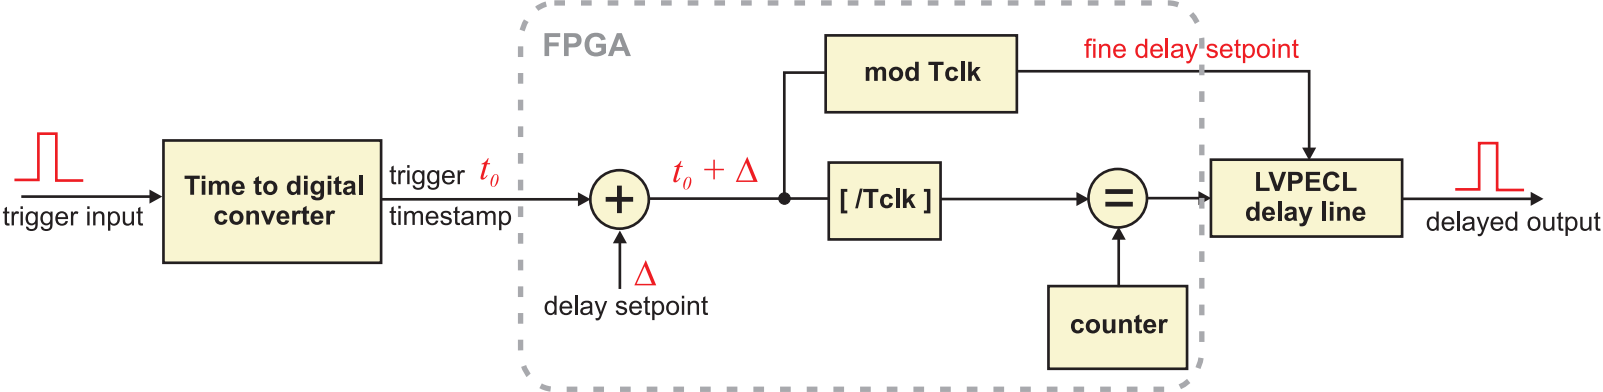 FPGA
fine delay setpoint
mod Tclk
trigger t₀
timestamp
trigger input
Time to digital
converter
+
t₀ + Δ
[ /Tclk ]
=
LVPECL
delay line
delayed output
Δ
delay setpoint
counter